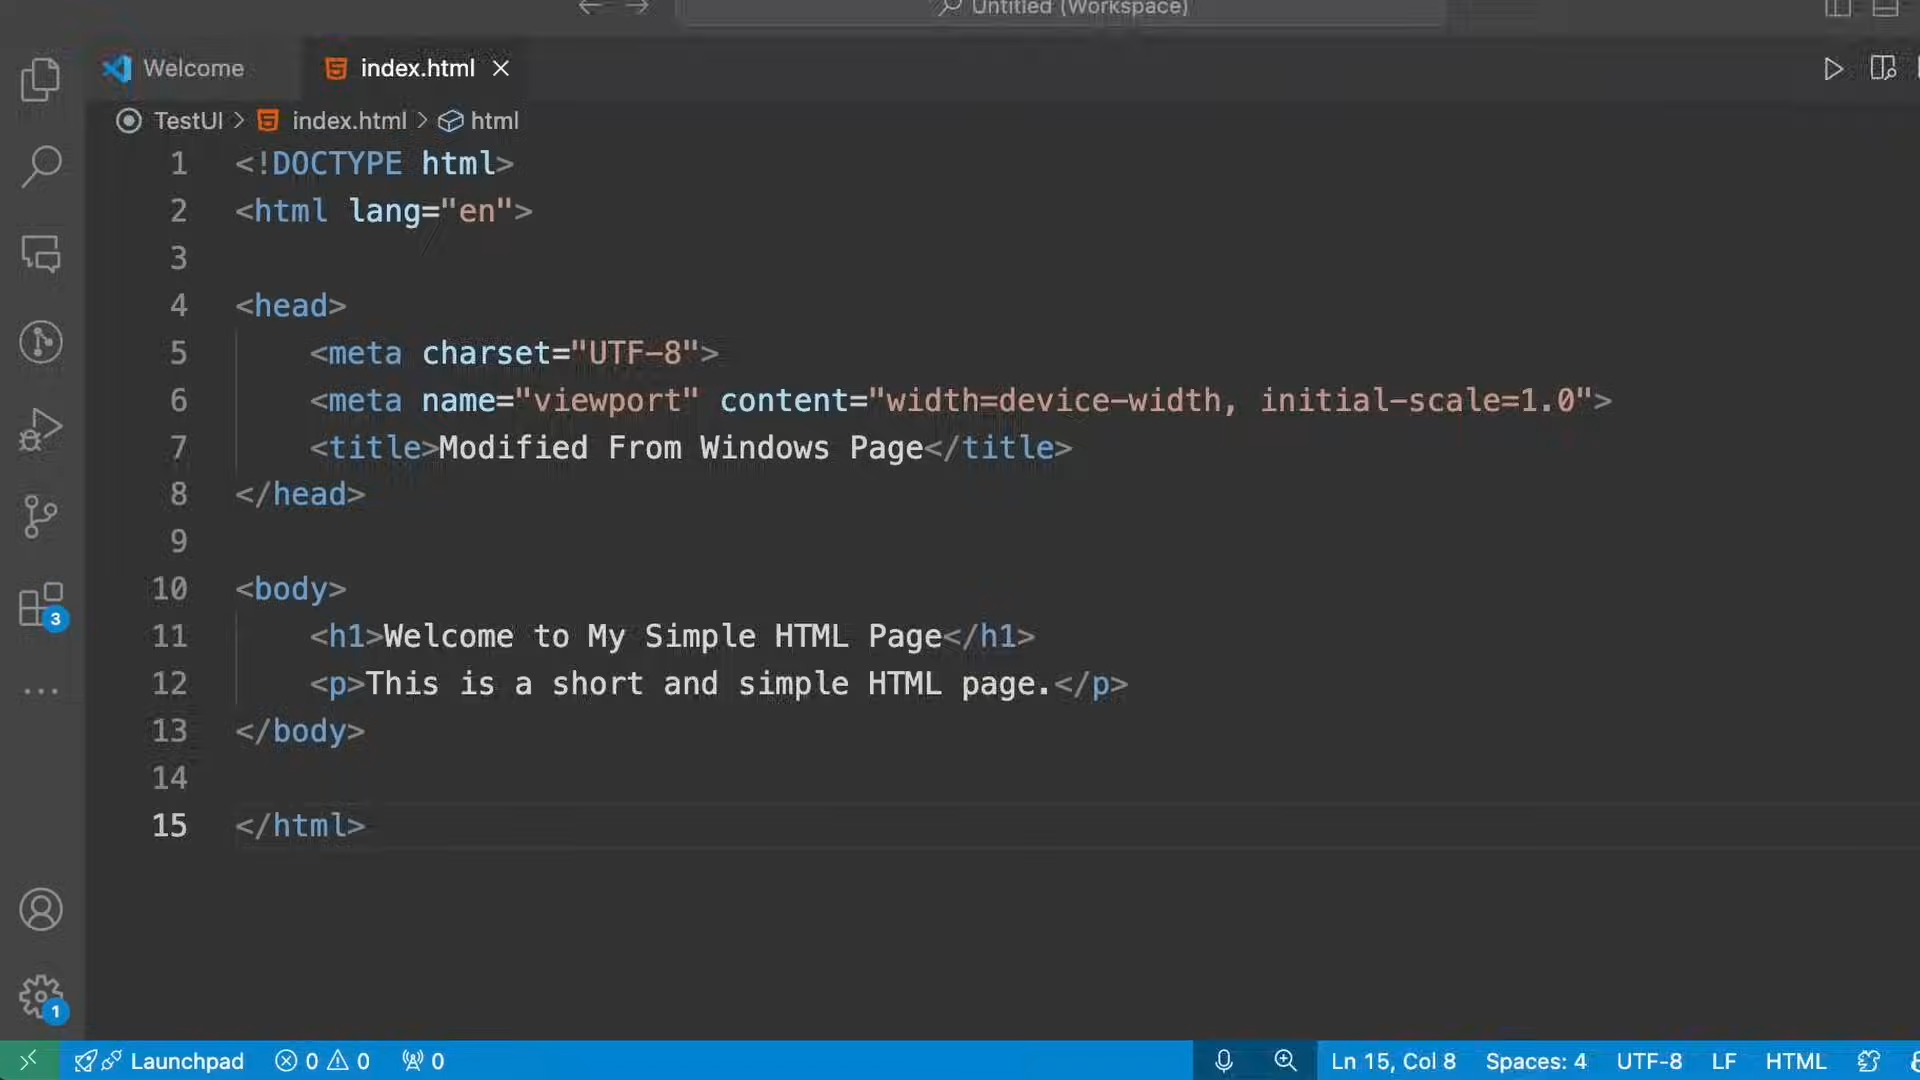 Untitled (Workspace)
Welcome index.html
TestUI > index.html > html
1 <!DOCTYPE html>
2 <html lang="en">
3
4 <head>
5 <meta charset="UTF-8">
6 <meta name="viewport" content="width=device-width, initial-scale=1.0">
7 <title>Modified From Windows Page</title>
8 </head>
9
10 <body>
11 <h1>Welcome to My Simple HTML Page</h1>
12 <p>This is a short and simple HTML page.</p>
13 </body>
14
15 </html>
3
1
Launchpad 0 0 0 Ln 15, Col 8 Spaces: 4 UTF-8 LF HTML